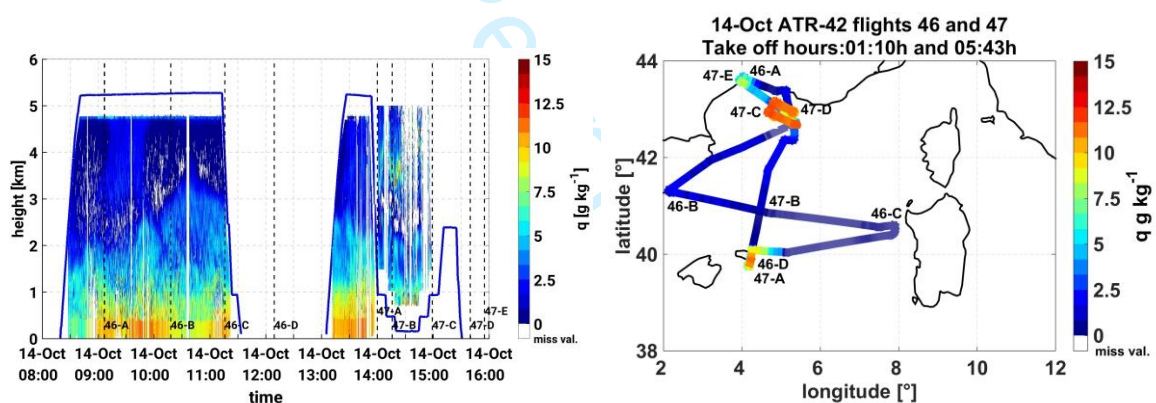 14-Oct ATR-42 flights 46 and 47
Take off hours:01:10h and 05:43h
height [km]
6
5
4
3
2
1
0
46-A
46-B
46-C
46-D
47-A
47-B
47-C
47-D
47-E
14-Oct 14-Oct 14-Oct 14-Oct 14-Oct 14-Oct 14-Oct 14-Oct 14-Oct
08:00 09:00 10:00 11:00 12:00 13:00 14:00 15:00 16:00
time
15
12.5
10
7.5
5
2.5
0
miss val.
q [g kg-1]
latitude [°]
44
42
40
38
47-E
46-A
47-C
47-D
46-B
47-B
46-C
46-D
47-A
2 4 6 8 10 12
longitude [°]
15
12.5
10
7.5
5
2.5
0
miss val.
q g kg-1